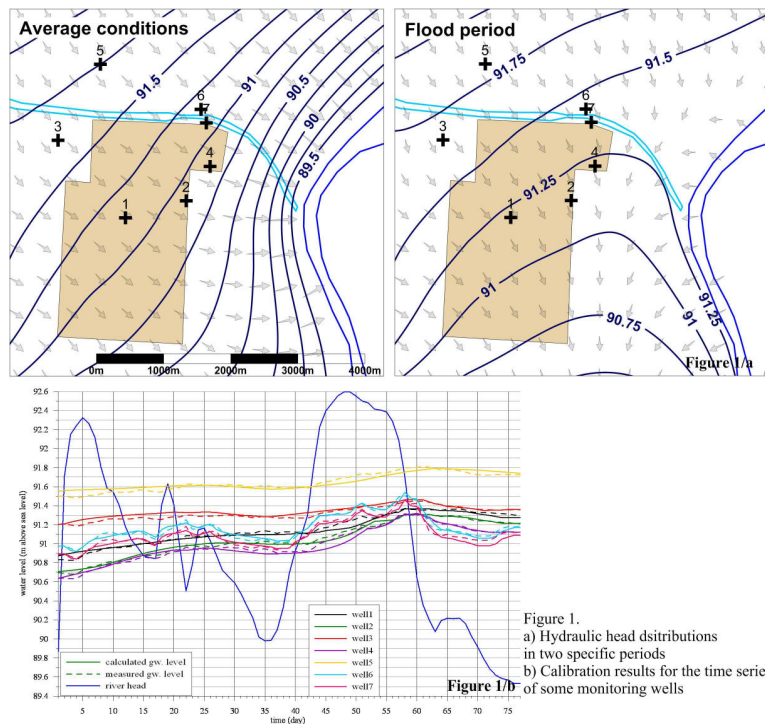 Average conditions
5
91.5
91
90.5
90
89.5
6
7
3
4
2
1
0m 1000m 2000m 3000m 4000m
Flood period
5
91.75
91.5
6
7
3
4
91.25
2
1
91
90.75
91
91.25
Figure 1/a
92.6
92.4
92.2
92
91.8
91.6
91.4
91.2
91
90.8
90.6
90.4
90.2
90
89.8
89.6
89.4
water level (m above sea level)
calculated gw. level
measured gw. level
river head
well1
well2
well3
well4
well5
well6
well7
Figure 1/b
5 10 15 20 25 30 35 40 45 50 55 60 65 70 75
time (day)
Figure 1.
a) Hydraulic head dsitributions
in two specific periods
b) Calibration results for the time series
of some monitoring wells